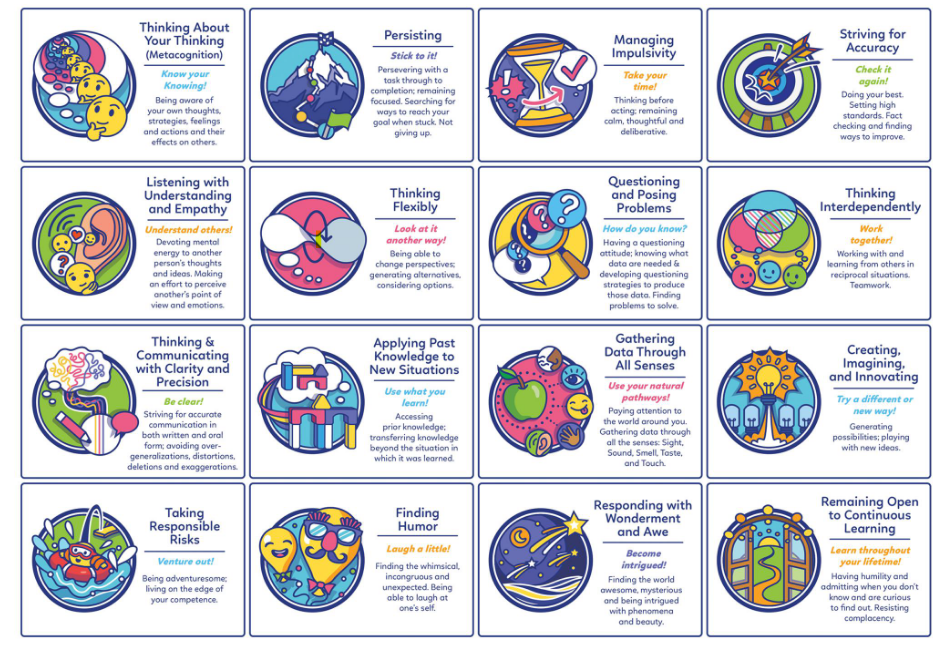 Thinking About
Your Thinking
(Metacognition)
Know your
Knowing!
Being aware of
your own thoughts,
strategies, feelings
and actions and their
effects on others.
Persisting
Stick to it!
Persevering with a
task through to
completion; remaining
focused. Searching for
ways to reach your
goal when stuck. Not
giving up.
Managing
Impulsivity
Take your
time!
Thinking before
acting; remaining
calm, thoughtful and
deliberative.
Striving for
Accuracy
Check it
again!
Doing your best.
Setting high
standards. Fact
checking and finding
ways to improve.
Listening with
Understanding
and Empathy
Understand others!
Devoting mental
energy to another
person's thoughts
and ideas. Making
an effort to perceive
another's point of
view and emotions.
Thinking
Flexibly
Look at it
another way!
Being able to
change perspectives;
generating alternatives,
considering options.
Questioning
and Posing
Problems
How do you know?
Having a questioning
attitude; knowing what
data are needed &
developing questioning
strategies to produce
those data. Finding
problems to solve.
Thinking
Interdependently
Work
together!
Working with and
learning from others in
reciprocal situations.
Teamwork.
Thinking &
Communicating
with Clarity and
Precision
Be clear!
Striving for accurate
communication in
both written and oral
form; avoiding over-
generalizations, distortions,
deletions and exaggerations.
Applying Past
Knowledge to
New Situations
Use what you
learn!
Accessing
prior knowledge;
transferring knowledge
beyond the situation in
which it was learned.
Gathering
Data Through
All Senses
Use your natural
pathways!
Paying attention to
the world around you.
Gathering data through
all the senses: Sight,
Sound, Smell, Taste,
and Touch.
Creating,
Imagining,
and Innovating
Try a different or
new way!
Generating
possibilities; playing
with new ideas.
Taking
Responsible
Risks
Venture out!
Being adventuresome;
living on the edge of
your competence.
Finding
Humor
Laugh a little!
Finding the whimsical,
incongruous and
unexpected. Being
able to laugh at
one's self.
Responding with
Wonderment
and Awe
Become
intrigued!
Finding the world
awesome, mysterious
and being intrigued
with phenomena
and beauty.
Remaining Open
to Continuous
Learning
Learn throughout
your lifetime!
Having humility and
admitting when you don't
know and are curious
to find out. Resisting
complacency.